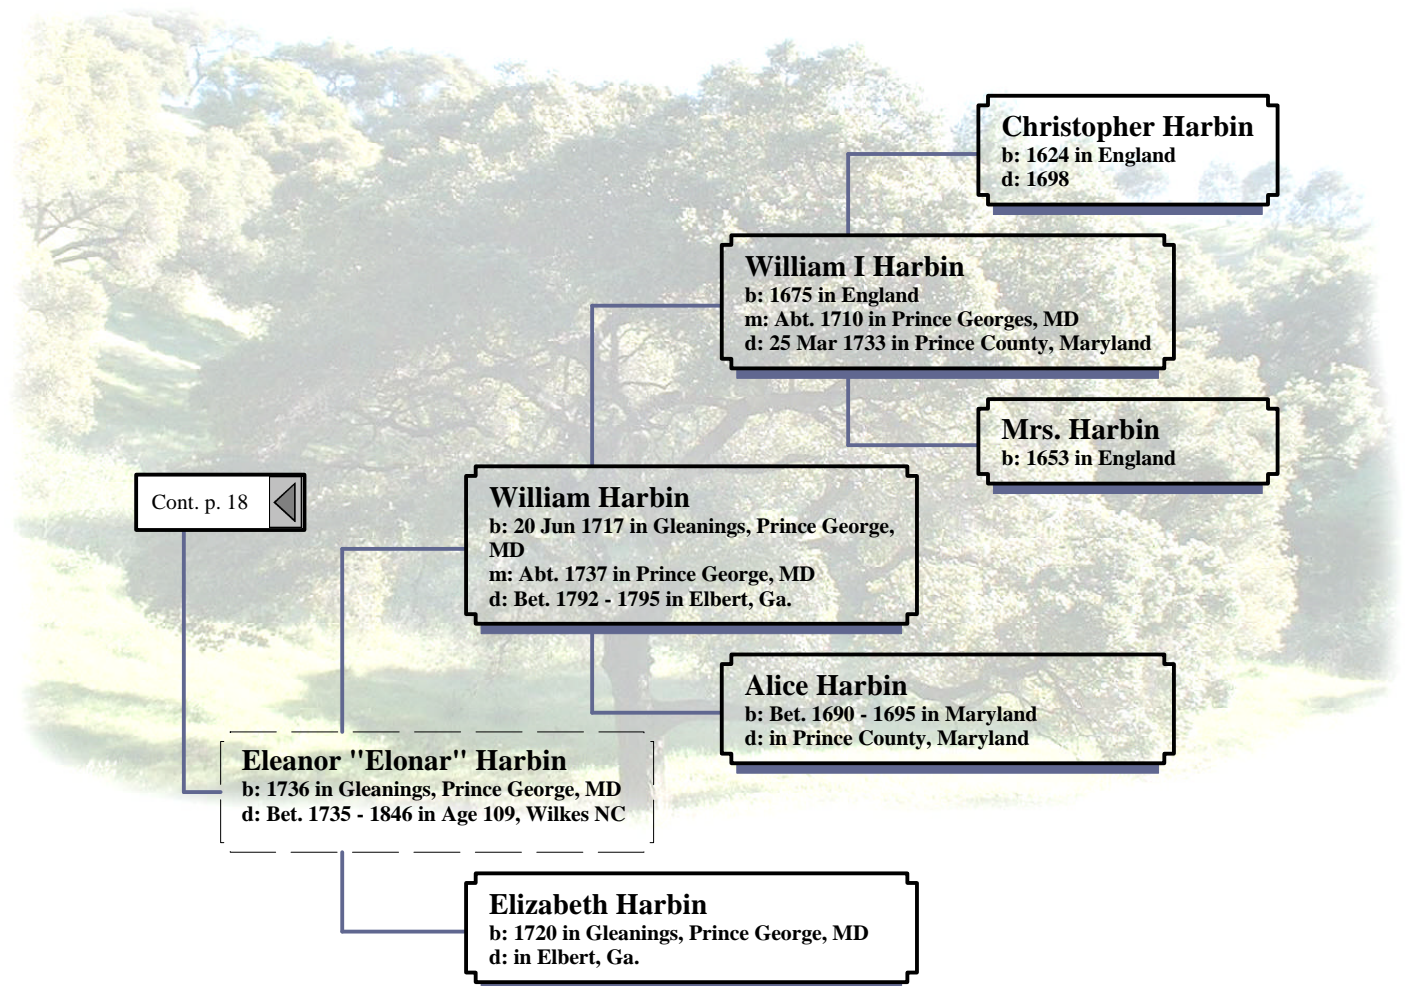 Christopher Harbin
b: 1624 in England
d: 1698
William I Harbin
b: 1675 in England
m: Abt. 1710 in Prince Georges, MD
d: 25 Mar 1733 in Prince County, Maryland
Mrs. Harbin
b: 1653 in England
Cont. p. 18
William Harbin
b: 20 Jun 1717 in Gleanings, Prince George,
MD
m: Abt. 1737 in Prince George, MD
d: Bet. 1792 - 1795 in Elbert, Ga.
Alice Harbin
b: Bet. 1690 - 1695 in Maryland
d: in Prince County, Maryland
Eleanor "Elonar" Harbin
b: 1736 in Gleanings, Prince George, MD
d: Bet. 1735 - 1846 in Age 109, Wilkes NC
Elizabeth Harbin
b: 1720 in Gleanings, Prince George, MD
d: in Elbert, Ga.